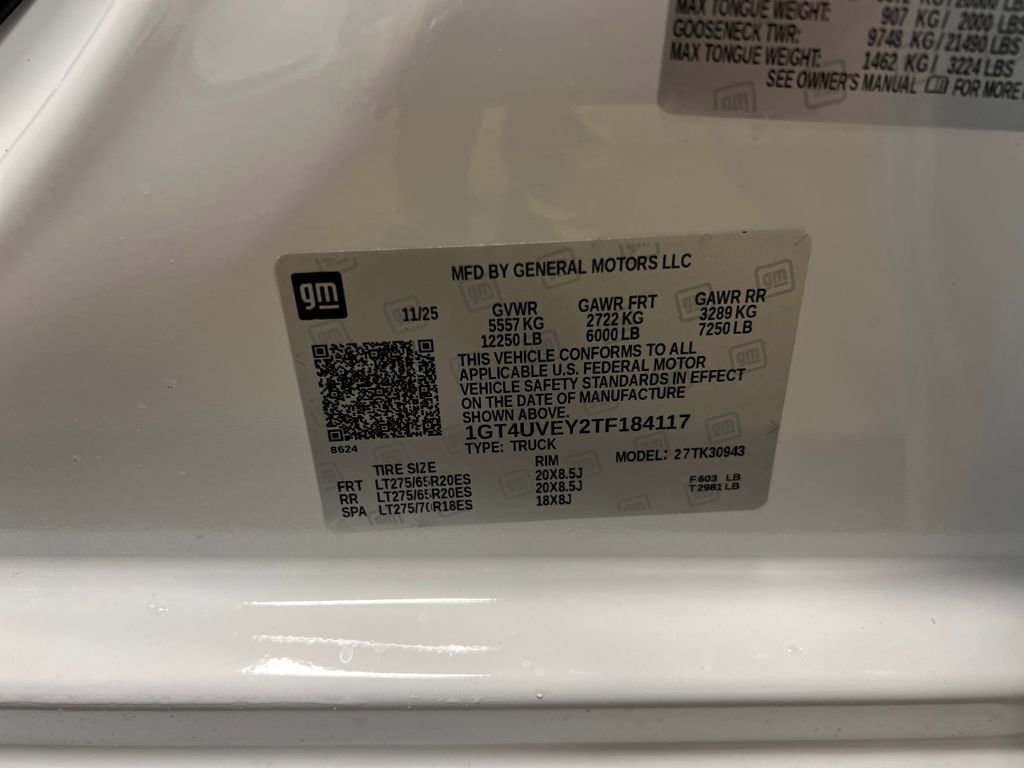 MAX TONGUE WEIGHT: 907 KG/ 2000 LBS
GOOSENECK TWR: 9748 KG/ 21490 LBS
MAX TONGUE WEIGHT: 1462 KG/ 3224 LBS
SEE OWNER'S MANUAL FOR MORE
gm
MFD BY GENERAL MOTORS LLC
11/25 GVWR GAWR FRT GAWR RR
5557 KG 2722 KG 3289 KG
12250 LB 6000 LB 7250 LB
THIS VEHICLE CONFORMS TO ALL
APPLICABLE U.S. FEDERAL MOTOR
VEHICLE SAFETY STANDARDS IN EFFECT
ON THE DATE OF MANUFACTURE
SHOWN ABOVE.
1GT4UVEY2TF184117
8624 TYPE: TRUCK MODEL: 27TK30943
TIRE SIZE RIM
FRT LT275/65R20ES 20X8.5J F 603 LB
RR LT275/65R20ES 20X8.5J T 2981 LB
SPA LT275/70R18ES 18X8J